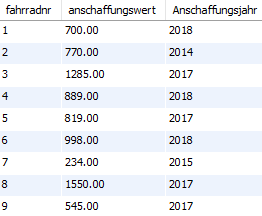 fahrradnr anschaffungswert Anschaffungsjahr
1 700.00 2018
2 770.00 2014
3 1285.00 2017
4 889.00 2018
5 819.00 2017
6 998.00 2018
7 234.00 2015
8 1550.00 2017
9 545.00 2017